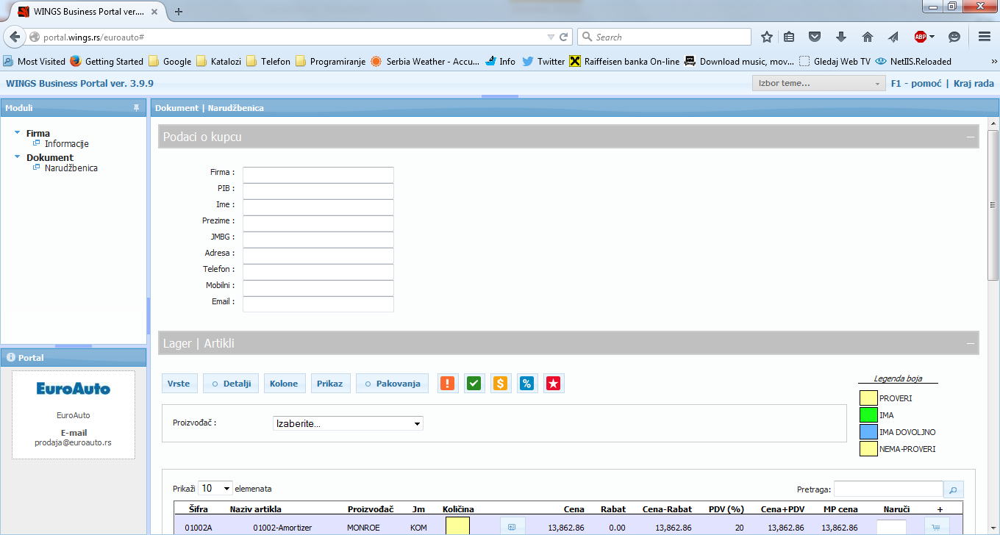 WINGS Business Portal ver....
portal.wings.rs/euroauto#
Search
ABP
Most Visited Getting Started Google Katalozi Telefon Programiranje Serbia Weather - Accu... Info Twitter Raiffeisen banka On-line Download music, mov... Gledaj Web TV NetIIS.Reloaded »
WINGS Business Portal ver. 3.9.9
Izbor teme...
F1 - pomoć | Kraj rada
Moduli
Firma
Informacije
Dokument
Narudžbenica
Portal
EuroAuto
EuroAuto
E-mail
prodaja@euroauto.rs
Dokument | Narudžbenica
Podaci o kupcu
Firma :
PIB :
Ime :
Prezime :
JMBG :
Adresa :
Telefon :
Mobilni :
Email :
Lager | Artikli
Vrste Detalji Kolone Prikaz Pakovanja ! $ %
Legenda boja
PROVERI
IMA
IMA DOVOLJNO
NEMA-PROVERI
Proizvođač : Izaberite...
Prikaži 10 elemenata
Pretraga:
Šifra Naziv artikla Proizvođač Jm Količina Cena Rabat Cena-Rabat PDV (%) Cena+PDV MP cena Naruči +
01002A 01002-Amortizer MONROE KOM 13,862.86 0.00 13,862.86 20 13,862.86 13,862.86